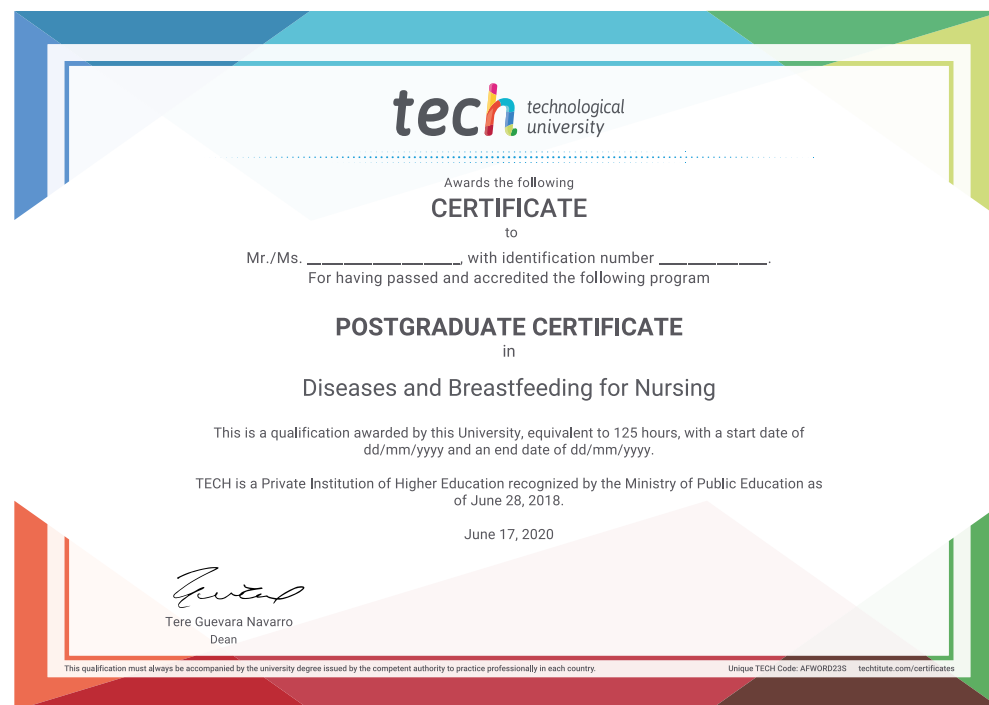 tech technological
university
Awards the following
CERTIFICATE
to
Mr./Ms. ____________________, with identification number ______________.
For having passed and accredited the following program
POSTGRADUATE CERTIFICATE
in
Diseases and Breastfeeding for Nursing
This is a qualification awarded by this University, equivalent to 125 hours, with a start date of
dd/mm/yyyy and an end date of dd/mm/yyyy.
TECH is a Private Institution of Higher Education recognized by the Ministry of Public Education as
of June 28, 2018.
June 17, 2020
Tere Guevara Navarro
Dean
This qualification must always be accompanied by the university degree issued by the competent authority to practice professionally in each country.
Unique TECH Code: AFWORD23S techtitute.com/certificates